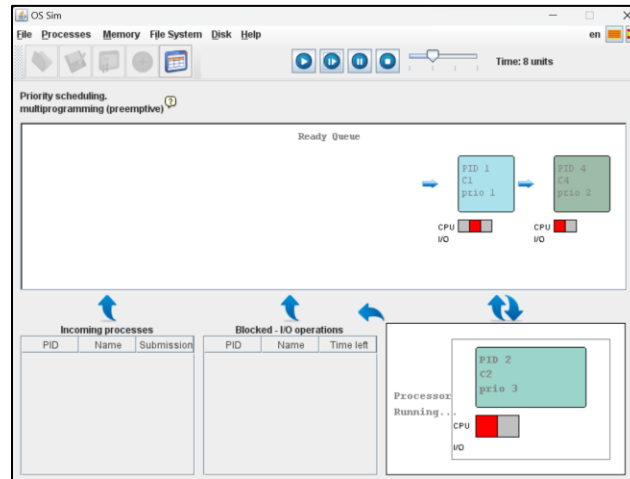 OS Sim
File Processes Memory File System Disk Help
en
Time: 8 units
Priority scheduling.
multiprogramming (preemptive)
Ready Queue
PID 1
C1
prio 1
CPU
I/O
PID 4
C4
prio 2
CPU
I/O
Incoming processes
PID Name Submission
Blocked - I/O operations
PID Name Time left
Processor
Running...
PID 2
C2
prio 3
CPU
I/O